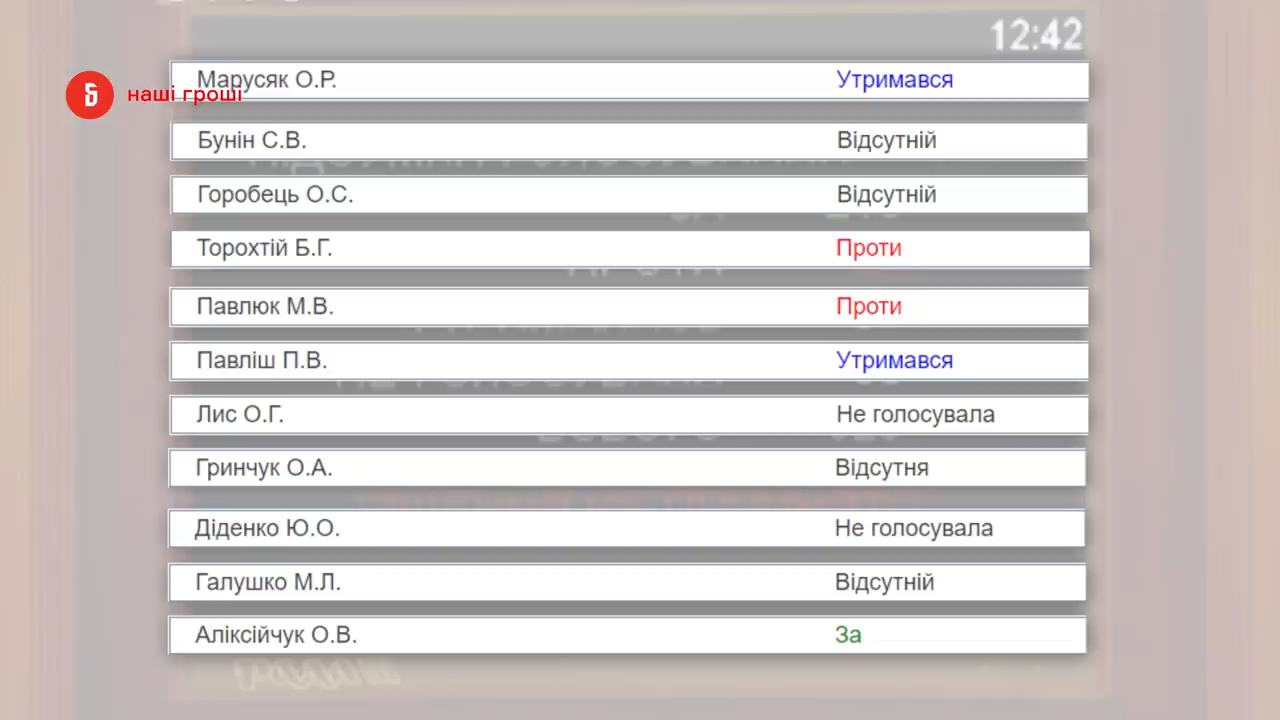 12:42
Марусяк О.Р. Утримався
наші гроші
Бунін С.В. Відсутній
Горобець О.С. Відсутній
Торохтій Б.Г. Проти
Павлюк М.В. Проти
Павліш П.В. Утримався
Лис О.Г. Не голосувала
Гринчук О.А. Відсутня
Діденко Ю.О. Не голосувала
Галушко М.Л. Відсутній
Аліксійчук О.В. За